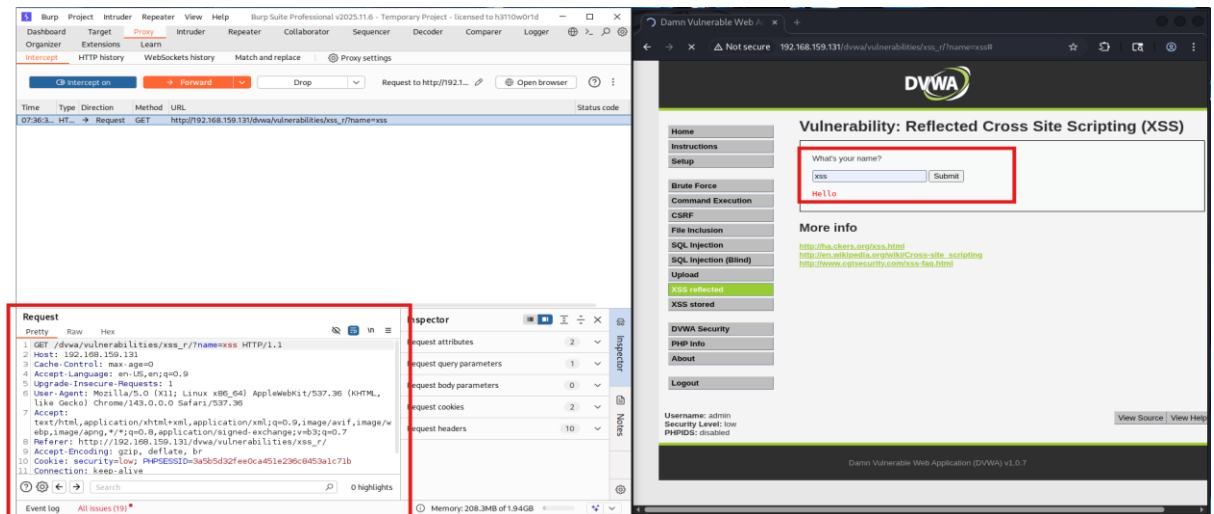 Burp Project Intruder Repeater View Help Burp Suite Professional v2025.11.6 - Temporary Project - licensed to h3110w0r1d
Dashboard Target Proxy Intruder Repeater Collaborator Sequencer Decoder Comparer Logger
Organizer Extensions Learn
Intercept HTTP history WebSockets history Match and replace Proxy settings
Intercept on Forward Drop Request to http://192.1... Open browser
Time Type Direction Method URL Status code
07:36:3... HT... → Request GET http://192.168.159.131/dvwa/vulnerabilities/xss_r/?name=xss
Request
Pretty Raw Hex
1 GET /dvwa/vulnerabilities/xss_r/?name=xss HTTP/1.1
2 Host: 192.168.159.131
3 Cache-Control: max-age=0
4 Accept-Language: en-US,en;q=0.9
5 Upgrade-Insecure-Requests: 1
6 User-Agent: Mozilla/5.0 (X11; Linux x86_64) AppleWebKit/537.36 (KHTML,
like Gecko) Chrome/143.0.0.0 Safari/537.36
7 Accept:
text/html,application/xhtml+xml,application/xml;q=0.9,image/avif,image/w
ebp,image/apng,*/*;q=0.8,application/signed-exchange;v=b3;q=0.7
8 Referer: http://192.168.159.131/dvwa/vulnerabilities/xss_r/
9 Accept-Encoding: gzip, deflate, br
10 Cookie: security=low; PHPSESSID=3a5b5d32fee0ca451e236c8453a1c71b
11 Connection: keep-alive
Search 0 highlights
Event log All issues (19) Memory: 208.3MB of 1.94GB
Inspector
Request attributes 2
Request query parameters 1
Request body parameters 0
Request cookies 2
Request headers 10
Inspector
Notes
Damn Vulnerable Web A
Not secure 192.168.159.131/dvwa/vulnerabilities/xss_r/?name=xss#
DVWA
Home
Instructions
Setup
Brute Force
Command Execution
CSRF
File Inclusion
SQL Injection
SQL Injection (Blind)
Upload
XSS reflected
XSS stored
DVWA Security
PHP Info
About
Logout
Vulnerability: Reflected Cross Site Scripting (XSS)
What's your name?
xss Submit
Hello
More info
http://ha.ckers.org/xss.html
http://en.wikipedia.org/wiki/Cross-site_scripting
http://www.cgisecurity.com/xss-faq.html
Username: admin
Security Level: low
PHPIDS: disabled
View Source View Help
Damn Vulnerable Web Application (DVWA) v1.0.7